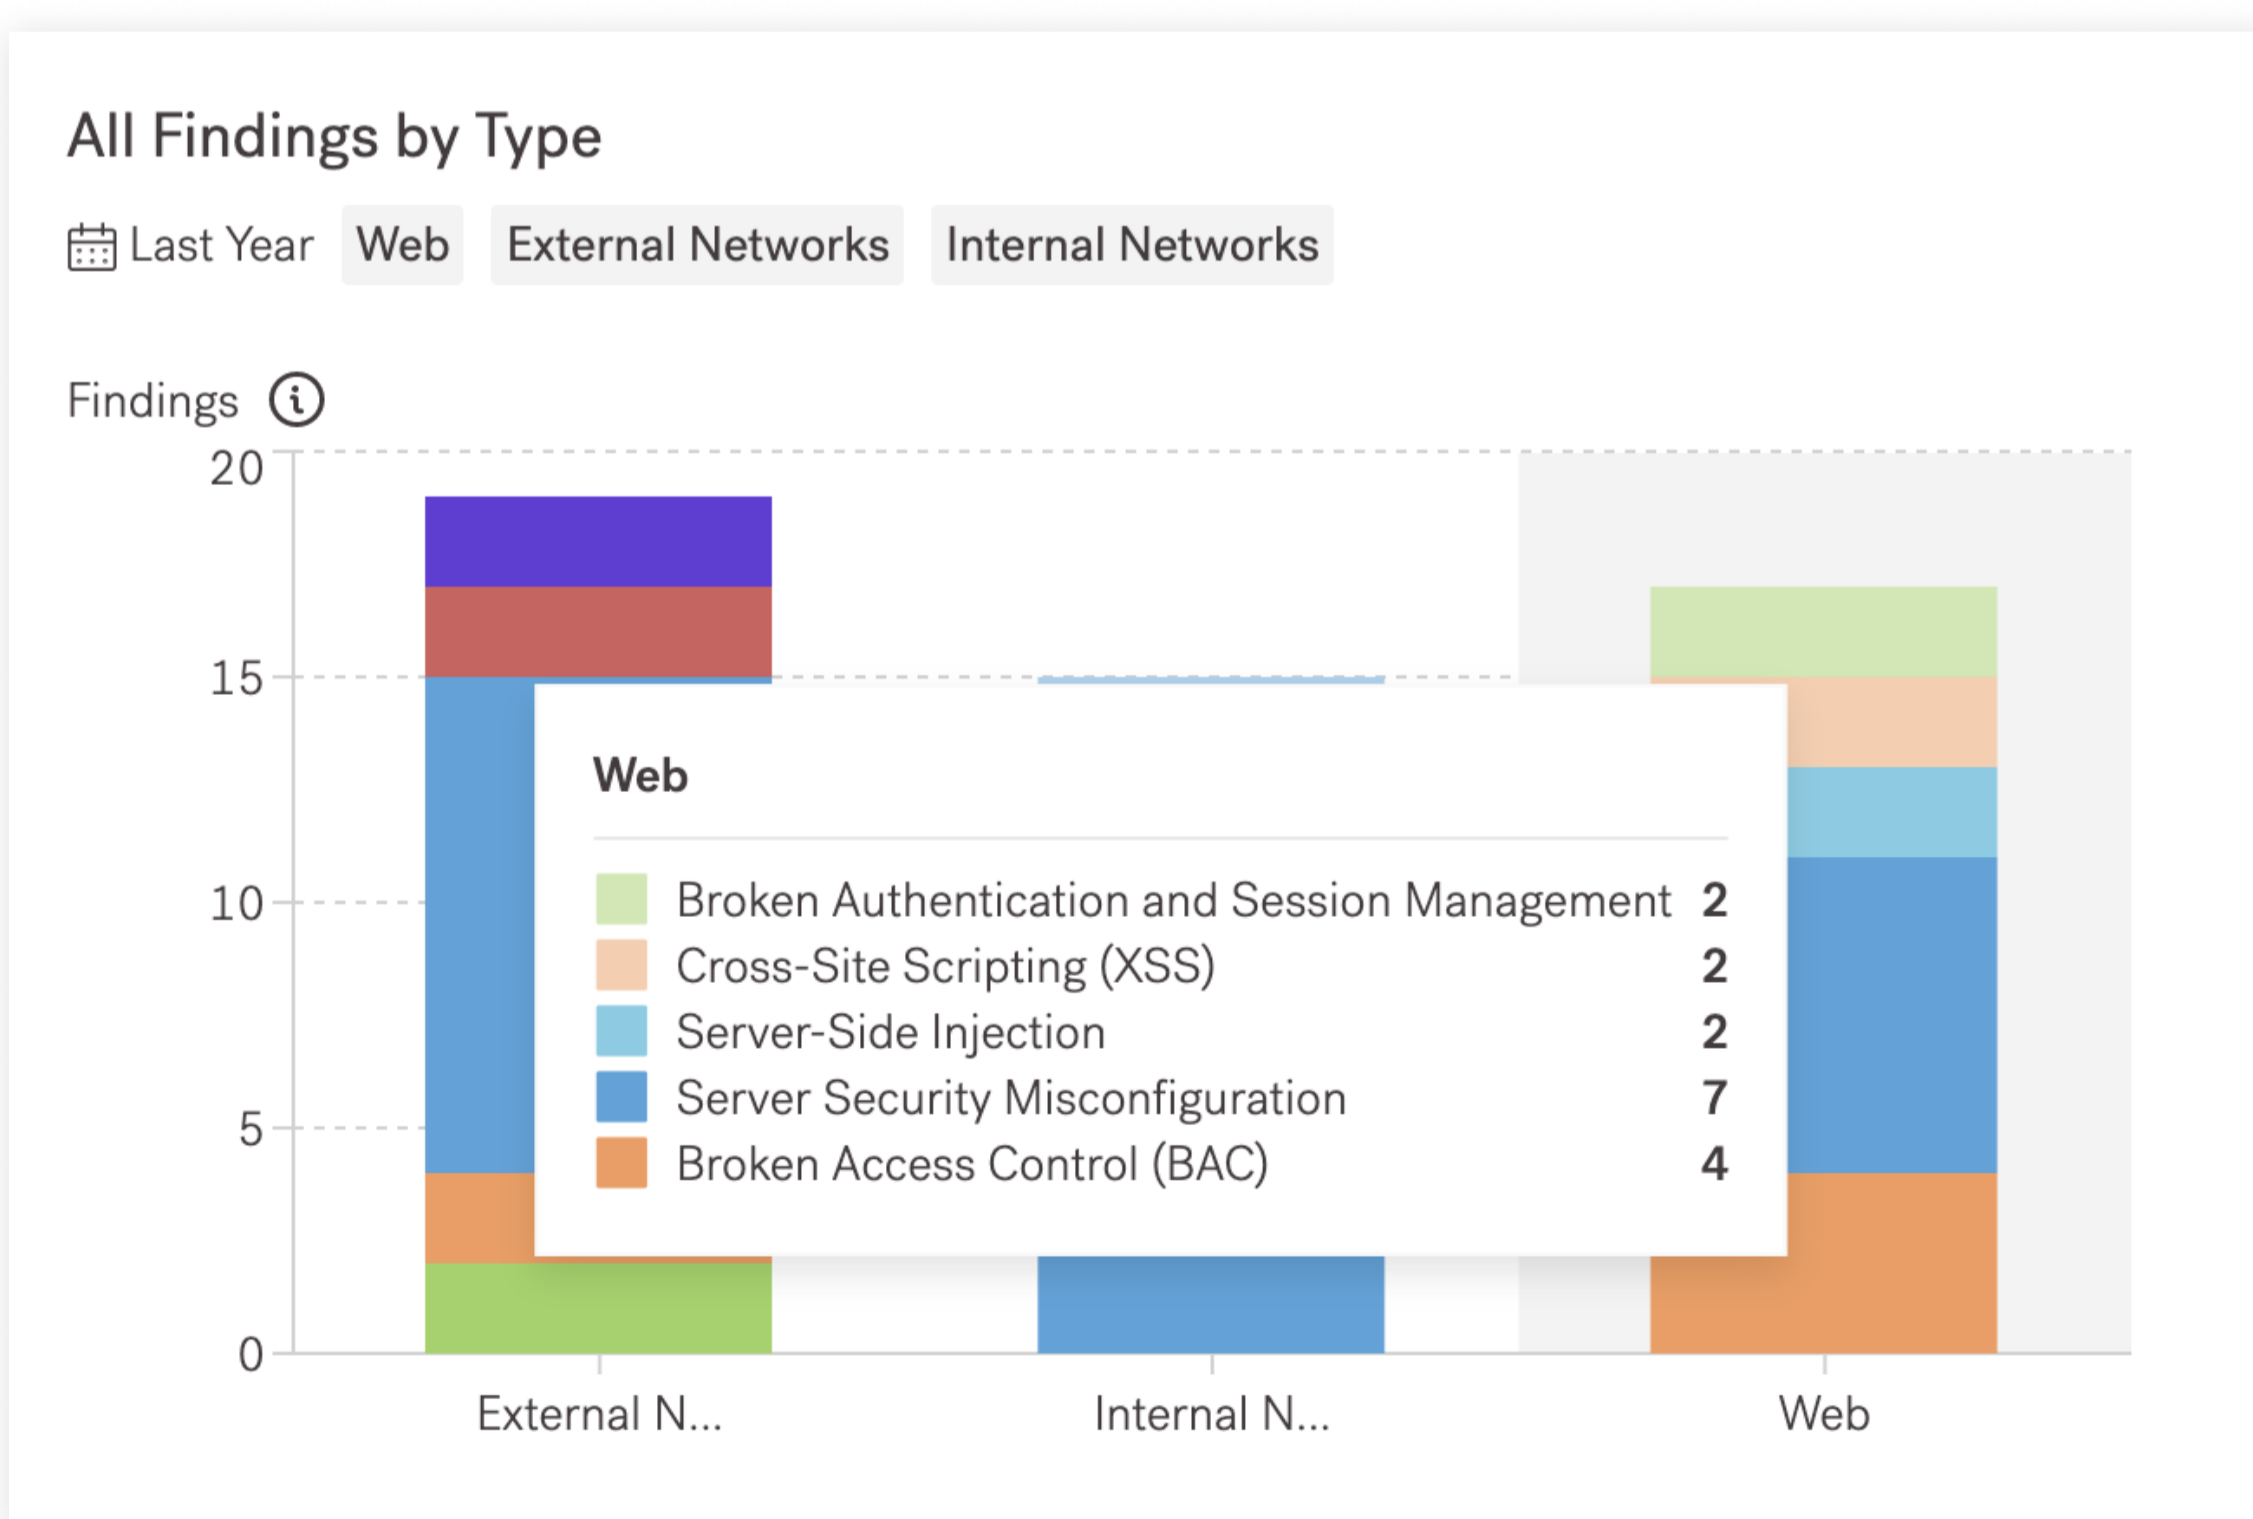 All Findings by Type
Last Year Web External Networks Internal Networks
Findings
20
15
10
5
0
Web
Broken Authentication and Session Management 2
Cross-Site Scripting (XSS) 2
Server-Side Injection 2
Server Security Misconfiguration 7
Broken Access Control (BAC) 4
External N... Internal N... Web